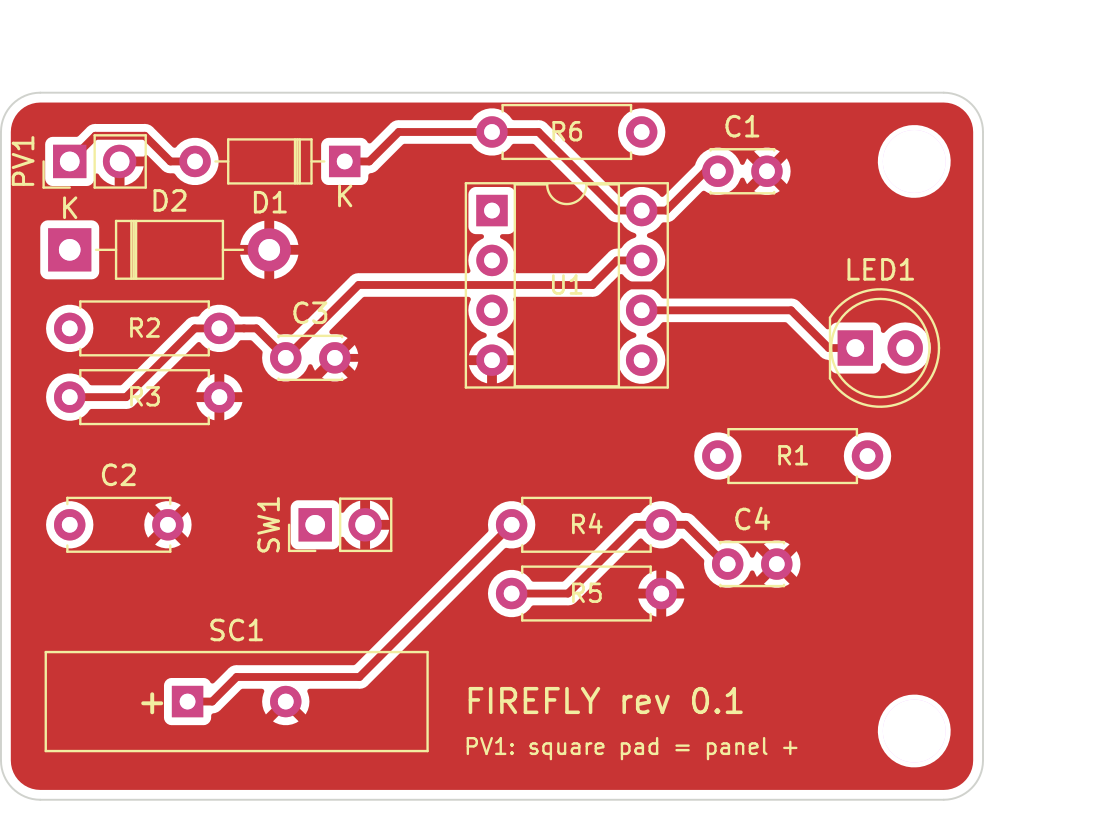 R6
C1
PV1
D1
K
K
D2
U1
LED1
C3
R2
R3
R1
C2
SW1
R4
C4
R5
SC1
+
FIREFLY rev 0.1
PV1: square pad = panel +